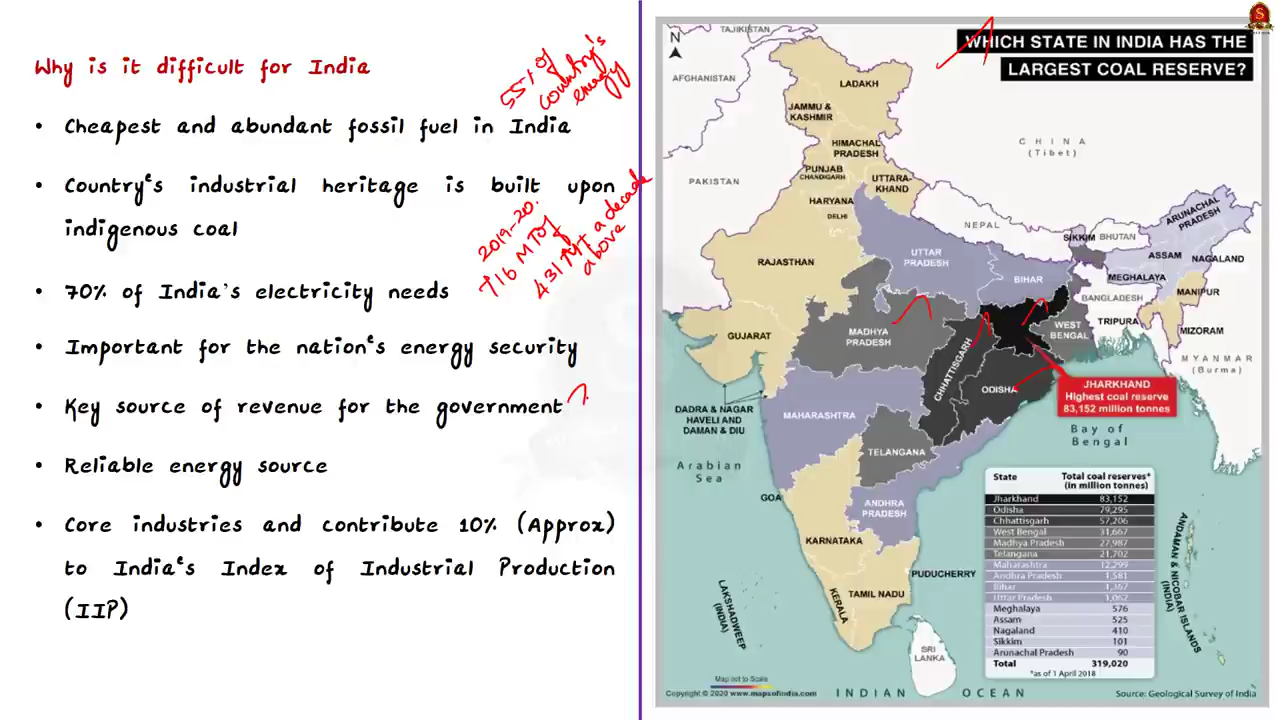 Why is it difficult for India
55% of
country's
energy
• Cheapest and abundant fossil fuel in India
• Countryᵉs industrial heritage is built upon
indigenous coal
2019-20.
716 MT of
431 MT a decade
above
• 70% of India's electricity needs
• Important for the nationᵉs energy security
• Key source of revenue for the government
• Reliable energy source
• Core industries and contribute 10% (Approx)
to Indiaᵉs Index of Industrial Production
(IIP)
WHICH STATE IN INDIA HAS THE
LARGEST COAL RESERVE?
N
TAJIKISTAN
AFGHANISTAN
LADAKH
JAMMU &
KASHMIR
CHINA
(Tibet)
HIMACHAL
PRADESH
PUNJAB
CHANDIGARH
PAKISTAN
UTTARA-
KHAND
HARYANA
DELHI
NEPAL
ARUNACHAL
PRADESH
SIKKIM
BHUTAN
UTTAR
PRADESH
ASSAM
NAGALAND
RAJASTHAN
BIHAR
MEGHALAYA
MANIPUR
BANGLADESH
TRIPURA
MIZORAM
GUJARAT
MADHYA
PRADESH
WEST
BENGAL
MYANMAR
(Burma)
CHHATTISGARH
ODISHA
JHARKHAND
Highest coal reserve
83,152 million tonnes
DADRA & NAGAR
HAVELI AND
DAMAN & DIU
MAHARASHTRA
Bay of
Bengal
TELANGANA
Arabian
Sea
GOA
ANDHRA
PRADESH
KARNATAKA
PUDUCHERRY
KERALA
TAMIL NADU
LAKSHADWEEP
(INDIA)
ANDAMAN & NICOBAR ISLANDS
(INDIA)
SRI
LANKA
State Total coal reserves*
(in million tonnes)
Jharkhand 83,152
Odisha 79,295
Chhattisgarh 57,206
West Bengal 31,667
Madhya Pradesh 27,987
Telangana 21,702
Maharashtra 12,299
Andhra Pradesh 1,581
Bihar 1,367
Uttar Pradesh 1,062
Meghalaya 576
Assam 525
Nagaland 410
Sikkim 101
Arunachal Pradesh 90
Total 319,020
*as of 1 April 2018
Map not to Scale
Copyright © 2020 www.mapsofindia.com
INDIAN OCEAN
Source: Geological Survey of India